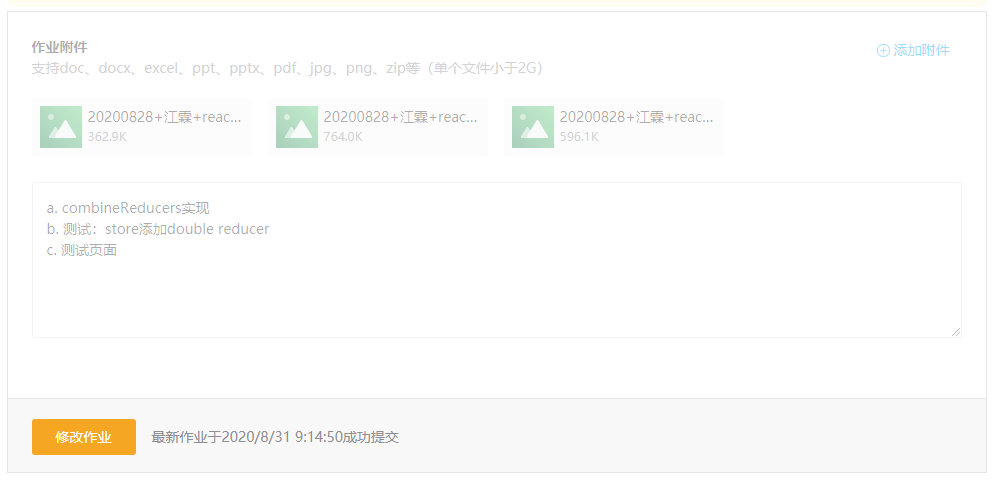 作业附件
添加附件
支持doc、docx、excel、ppt、pptx、pdf、jpg、png、zip等（单个文件小于2G）
20200828+江霖+reac...
362.9K
20200828+江霖+reac...
764.0K
20200828+江霖+reac...
596.1K
a. combineReducers实现
b. 测试：store添加double reducer
c. 测试页面
修改作业
最新作业于2020/8/31 9:14:50成功提交